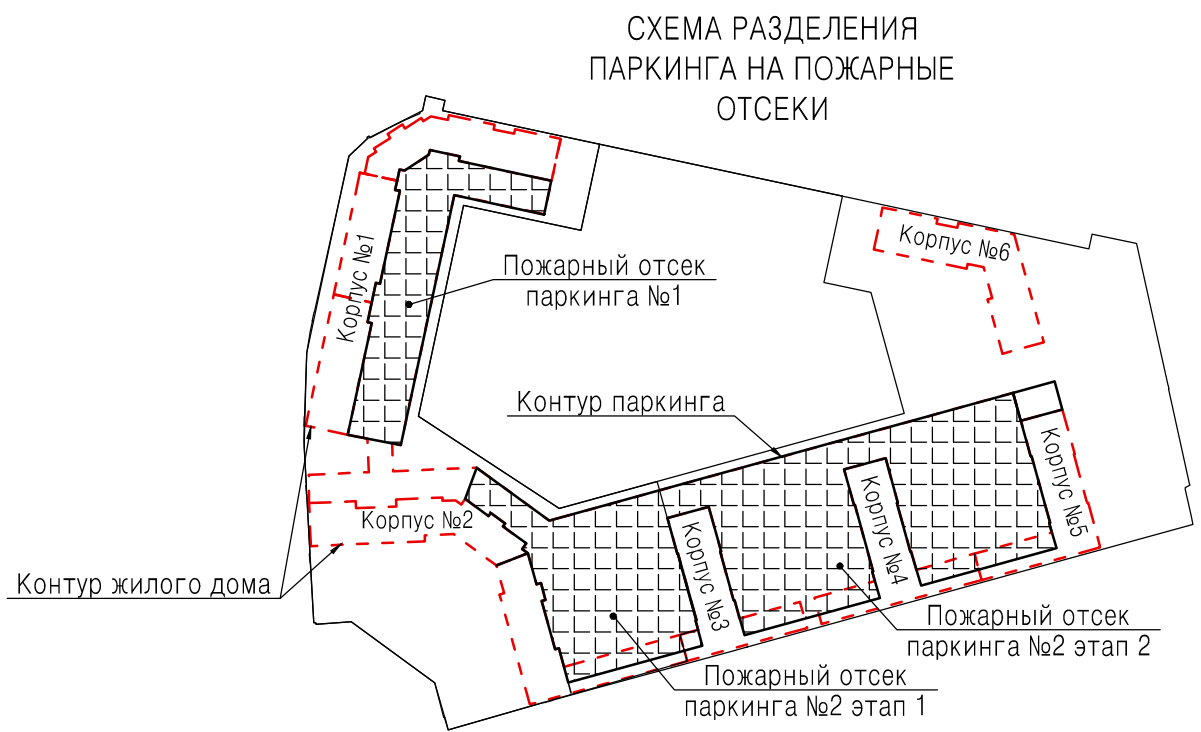 СХЕМА РАЗДЕЛЕНИЯ
ПАРКИНГА НА ПОЖАРНЫЕ
ОТСЕКИ
Корпус №1
Корпус №6
Пожарный отсек
паркинга №1
Контур паркинга
Корпус №2
Корпус №3
Корпус №4
Корпус №5
Контур жилого дома
Пожарный отсек
паркинга №2 этап 2
Пожарный отсек
паркинга №2 этап 1